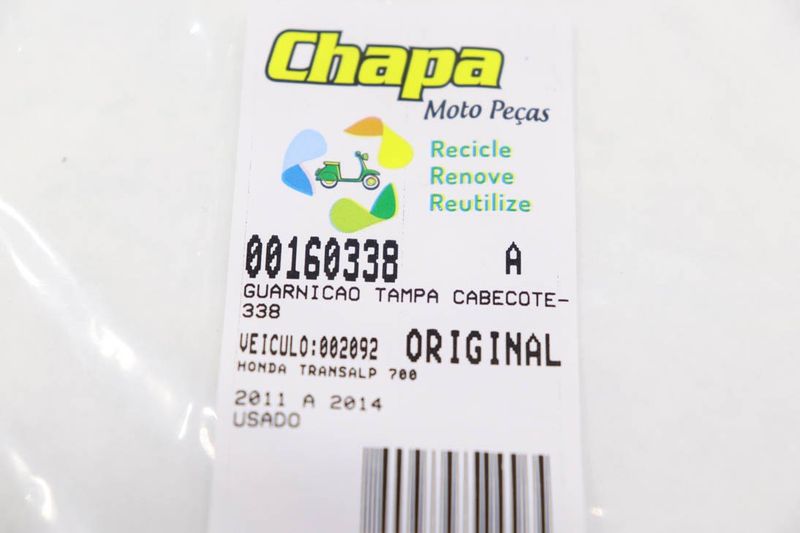 Chapa
Moto Peças
Recicle
Renove
Reutilize
00160338 A
GUARNICAO TAMPA CABECOTE-
338
VEICULO:002092 ORIGINAL
HONDA TRANSALP 700
2011 A 2014
USADO